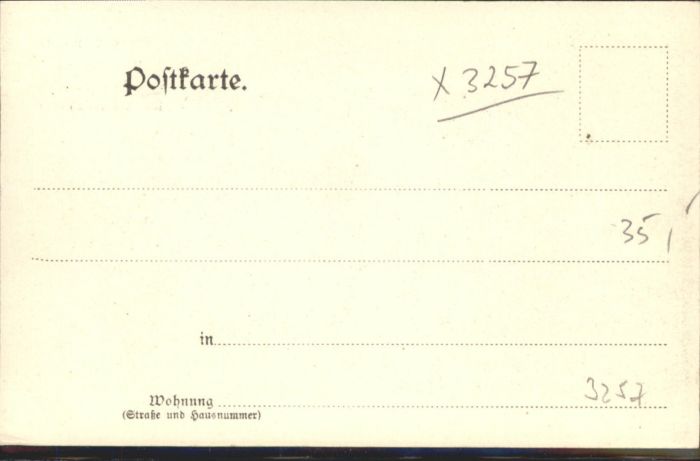 Postkarte.
x 3257
35
in
3257
Wohnung
(Straße und Hausnummer)